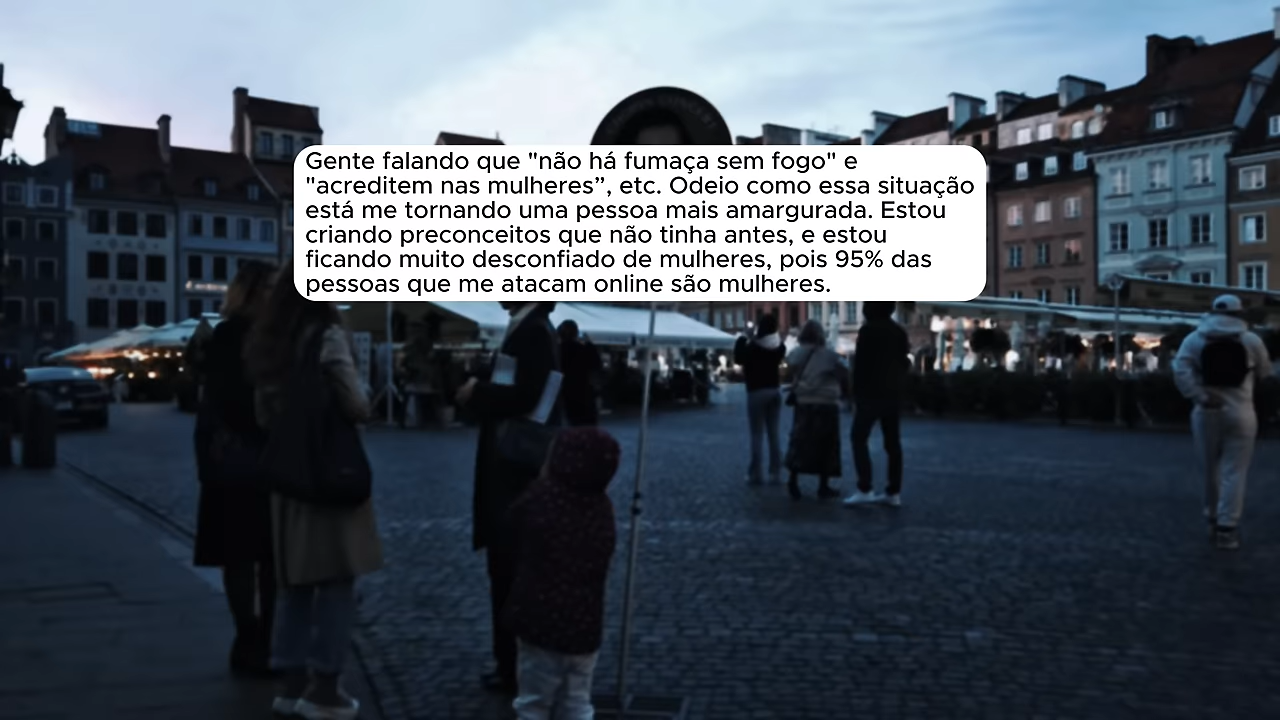 Gente falando que "não há fumaça sem fogo" e
"acreditem nas mulheres”, etc. Odeio como essa situação
está me tornando uma pessoa mais amargurada. Estou
criando preconceitos que não tinha antes, e estou
ficando muito desconfiado de mulheres, pois 95% das
pessoas que me atacam online são mulheres.